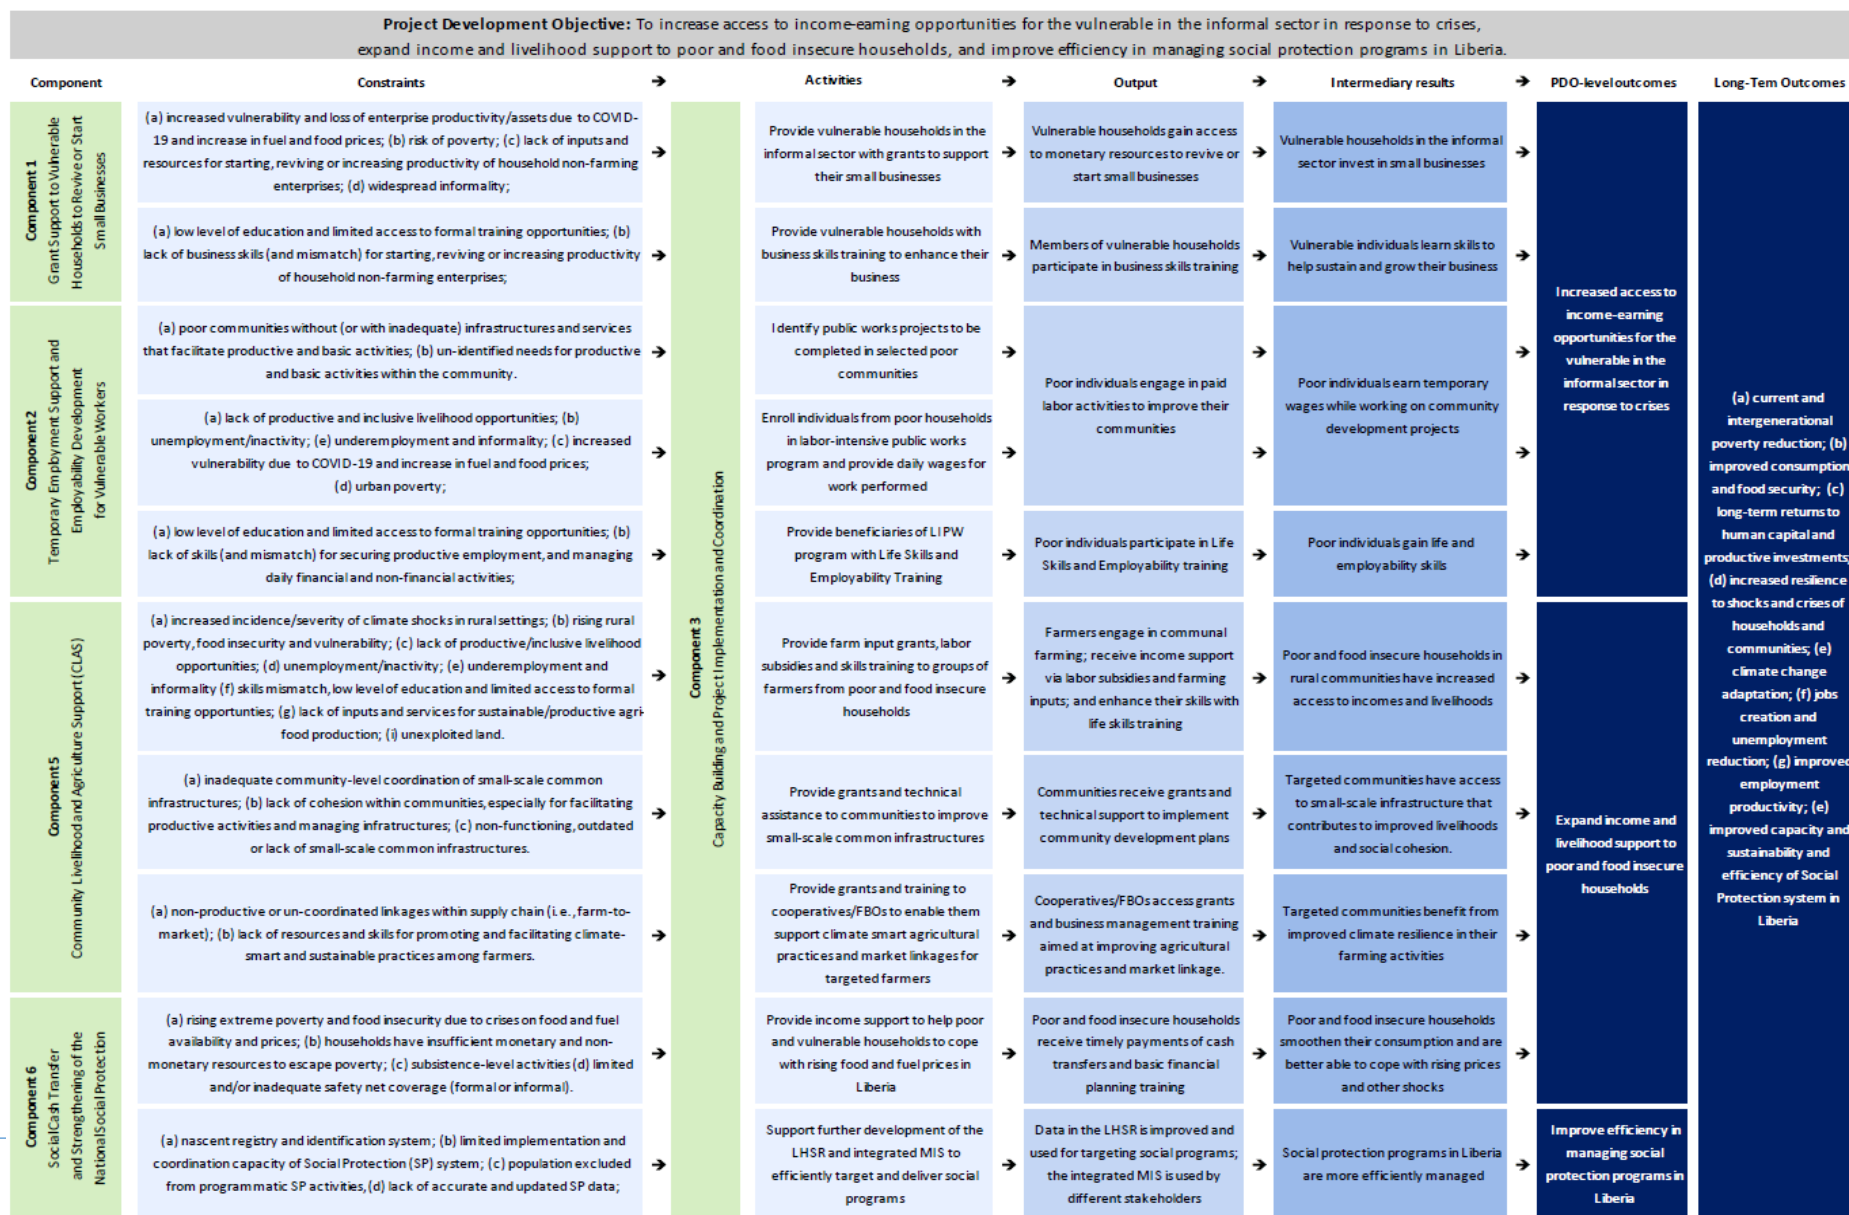 Project Development Objective: To increase access to income-earning opportunities for the vulnerable in the informal sector in response to crises,
expand income and livelihood support to poor and food insecure households, and improve efficiency in managing social protection programs in Liberia.
Component
Constraints
→
Activities
→
Output
→
Intermediary results
→
PDO-level outcomes
Long-Tem Outcomes
Component 1
Grant Support to Vulnerable
Households to Revive or Start
Small Businesses
(a) increased vulnerability and loss of enterprise productivity/assets due to COVID-
19 and increase in fuel and food prices; (b) risk of poverty; (c) lack of inputs and
resources for starting, reviving or increasing productivity of household non-farming
enterprises; (d) widespread informality;
→
Provide vulnerable households in the
informal sector with grants to support
their small businesses
→
Vulnerable households gain access
to monetary resources to revive or
start small businesses
→
Vulnerable households in the informal
sector invest in small businesses
→
(a) low level of education and limited access to formal training opportunities; (b)
lack of business skills (and mismatch) for starting, reviving or increasing productivity
of household non-farming enterprises;
→
Provide vulnerable households with
business skills training to enhance their
business
→
Members of vulnerable households
participate in business skills training
→
Vulnerable individuals learn skills to
help sustain and grow their business
→
Component 2
Temporary Employment Support and
Employability Development
for Vulnerable Workers
(a) poor communities without (or with inadequate) infrastructures and services
that facilitate productive and basic activities; (b) un-identified needs for productive
and basic activities within the community.
→
Identify public works projects to be
completed in selected poor
communities
→
Poor individuals engage in paid
labor activities to improve their
communities
→
Poor individuals earn temporary
wages while working on community
development projects
→
(a) lack of productive and inclusive livelihood opportunities; (b)
unemployment/inactivity; (e) underemployment and informality; (c) increased
vulnerability due to COVID-19 and increase in fuel and food prices;
(d) urban poverty;
→
Enroll individuals from poor households
in labor-intensive public works
program and provide daily wages for
work performed
→
→
→
(a) low level of education and limited access to formal training opportunities; (b)
lack of skills (and mismatch) for securing productive employment, and managing
daily financial and non-financial activities;
→
Provide beneficiaries of LIPW
program with Life Skills and
Employability Training
→
Poor individuals participate in Life
Skills and Employability training
→
Poor individuals gain life and
employability skills
→
Component 3
Capacity Building and Project Implementation and Coordination
Increased access to
income-earning
opportunities for the
vulnerable in the
informal sector in
response to crises
Component 5
Community Livelihood and Agriculture Support (CLAS)
(a) increased incidence/severity of climate shocks in rural settings; (b) rising rural
poverty, food insecurity and vulnerability; (c) lack of productive/inclusive livelihood
opportunities; (d) unemployment/inactivity; (e) underemployment and
informality (f) skills mismatch, low level of education and limited access to formal
training opportunties; (g) lack of inputs and services for sustainable/productive agri-
food production; (i) unexploited land.
→
Provide farm input grants, labor
subsidies and skills training to groups of
farmers from poor and food insecure
households
→
Farmers engage in communal
farming; receive income support
via labor subsidies and farming
inputs; and enhance their skills with
life skills training
→
Poor and food insecure households in
rural communities have increased
access to incomes and livelihoods
→
(a) inadequate community-level coordination of small-scale common
infrastructures; (b) lack of cohesion within communities, especially for facilitating
productive activities and managing infratructures; (c) non-functioning, outdated
or lack of small-scale common infrastructures.
→
Provide grants and technical
assistance to communities to improve
small-scale common infrastructures
→
Communities receive grants and
technical support to implement
community development plans
→
Targeted communities have access
to small-scale infrastructure that
contributes to improved livelihoods
and social cohesion.
→
(a) non-productive or un-coordinated linkages within supply chain (i.e., farm-to-
market); (b) lack of resources and skills for promoting and facilitating climate-
smart and sustainable practices among farmers.
→
Provide grants and training to
cooperatives/FBOs to enable them
support climate smart agricultural
practices and market linkages for
targeted farmers
→
Cooperatives/FBOs access grants
and business management training
aimed at improving agricultural
practices and market linkage.
→
Targeted communities benefit from
improved climate resilience in their
farming activities
→
Expand income and
livelihood support to
poor and food insecure
households
Component 6
Social Cash Transfer
and Strengthening of the
National Social Protection
(a) rising extreme poverty and food insecurity due to crises on food and fuel
availability and prices; (b) households have insufficient monetary and non-
monetary resources to escape poverty; (c) subsistence-level activities (d) limited
and/or inadequate safety net coverage (formal or informal).
→
Provide income support to help poor
and vulnerable households to cope
with rising food and fuel prices in
Liberia
→
Poor and food insecure households
receive timely payments of cash
transfers and basic financial
planning training
→
Poor and food insecure households
smoothen their consumption and are
better able to cope with rising prices
and other shocks
→
(a) nascent registry and identification system; (b) limited implementation and
coordination capacity of Social Protection (SP) system; (c) population excluded
from programmatic SP activities, (d) lack of accurate and updated SP data;
→
Support further development of the
LHSR and integrated MIS to
efficiently target and deliver social
programs
→
Data in the LHSR is improved and
used for targeting social programs;
the integrated MIS is used by
different stakeholders
→
Social protection programs in Liberia
are more efficiently managed
→
Improve efficiency in
managing social
protection programs in
Liberia
(a) current and
intergenerational
poverty reduction; (b)
improved consumption
and food security; (c)
long-term returns to
human capital and
productive investments;
(d) increased resilience
to shocks and crises of
households and
communities; (e)
climate change
adaptation; (f) jobs
creation and
unemployment
reduction; (g) improved
employment
productivity; (e)
improved capacity and
sustainability and
efficiency of Social
Protection system in
Liberia